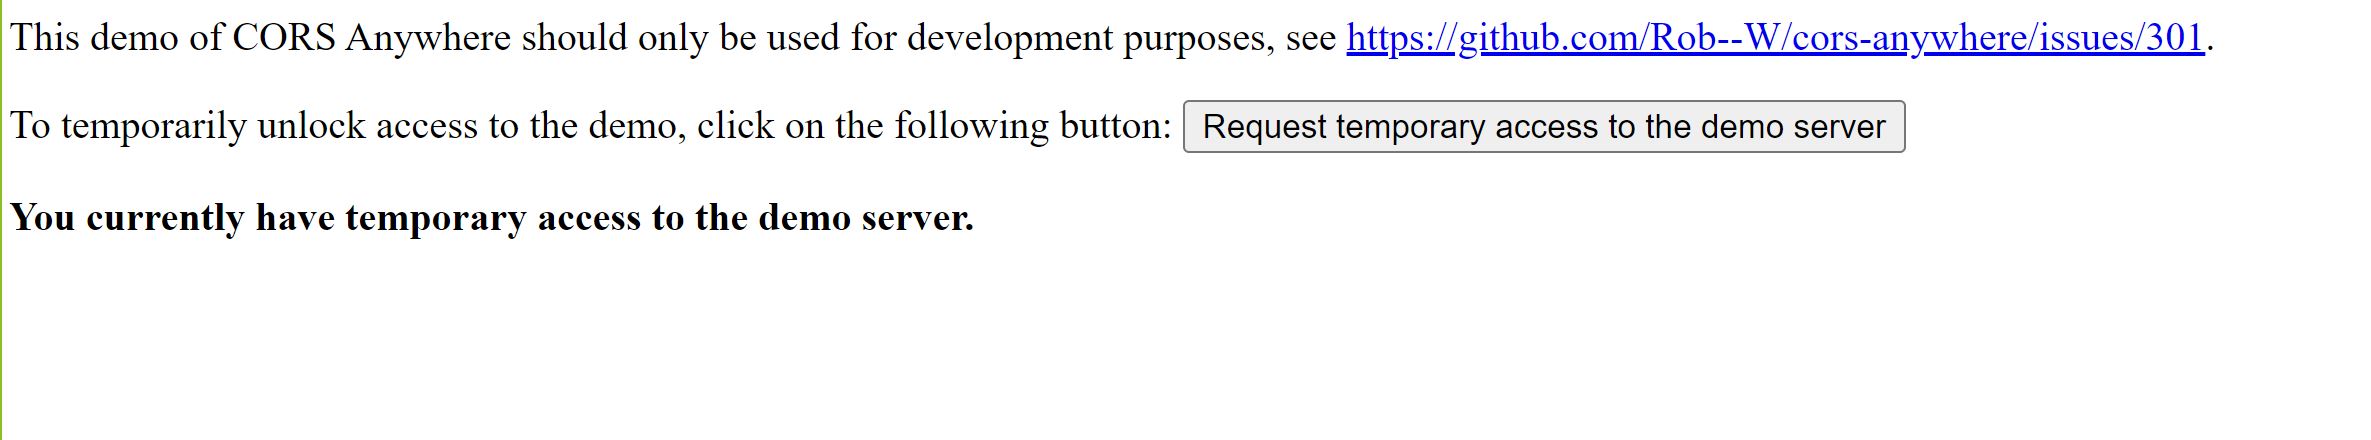 This demo of CORS Anywhere should only be used for development purposes, see https://github.com/Rob--W/cors-anywhere/issues/301.
To temporarily unlock access to the demo, click on the following button: Request temporary access to the demo server
You currently have temporary access to the demo server.